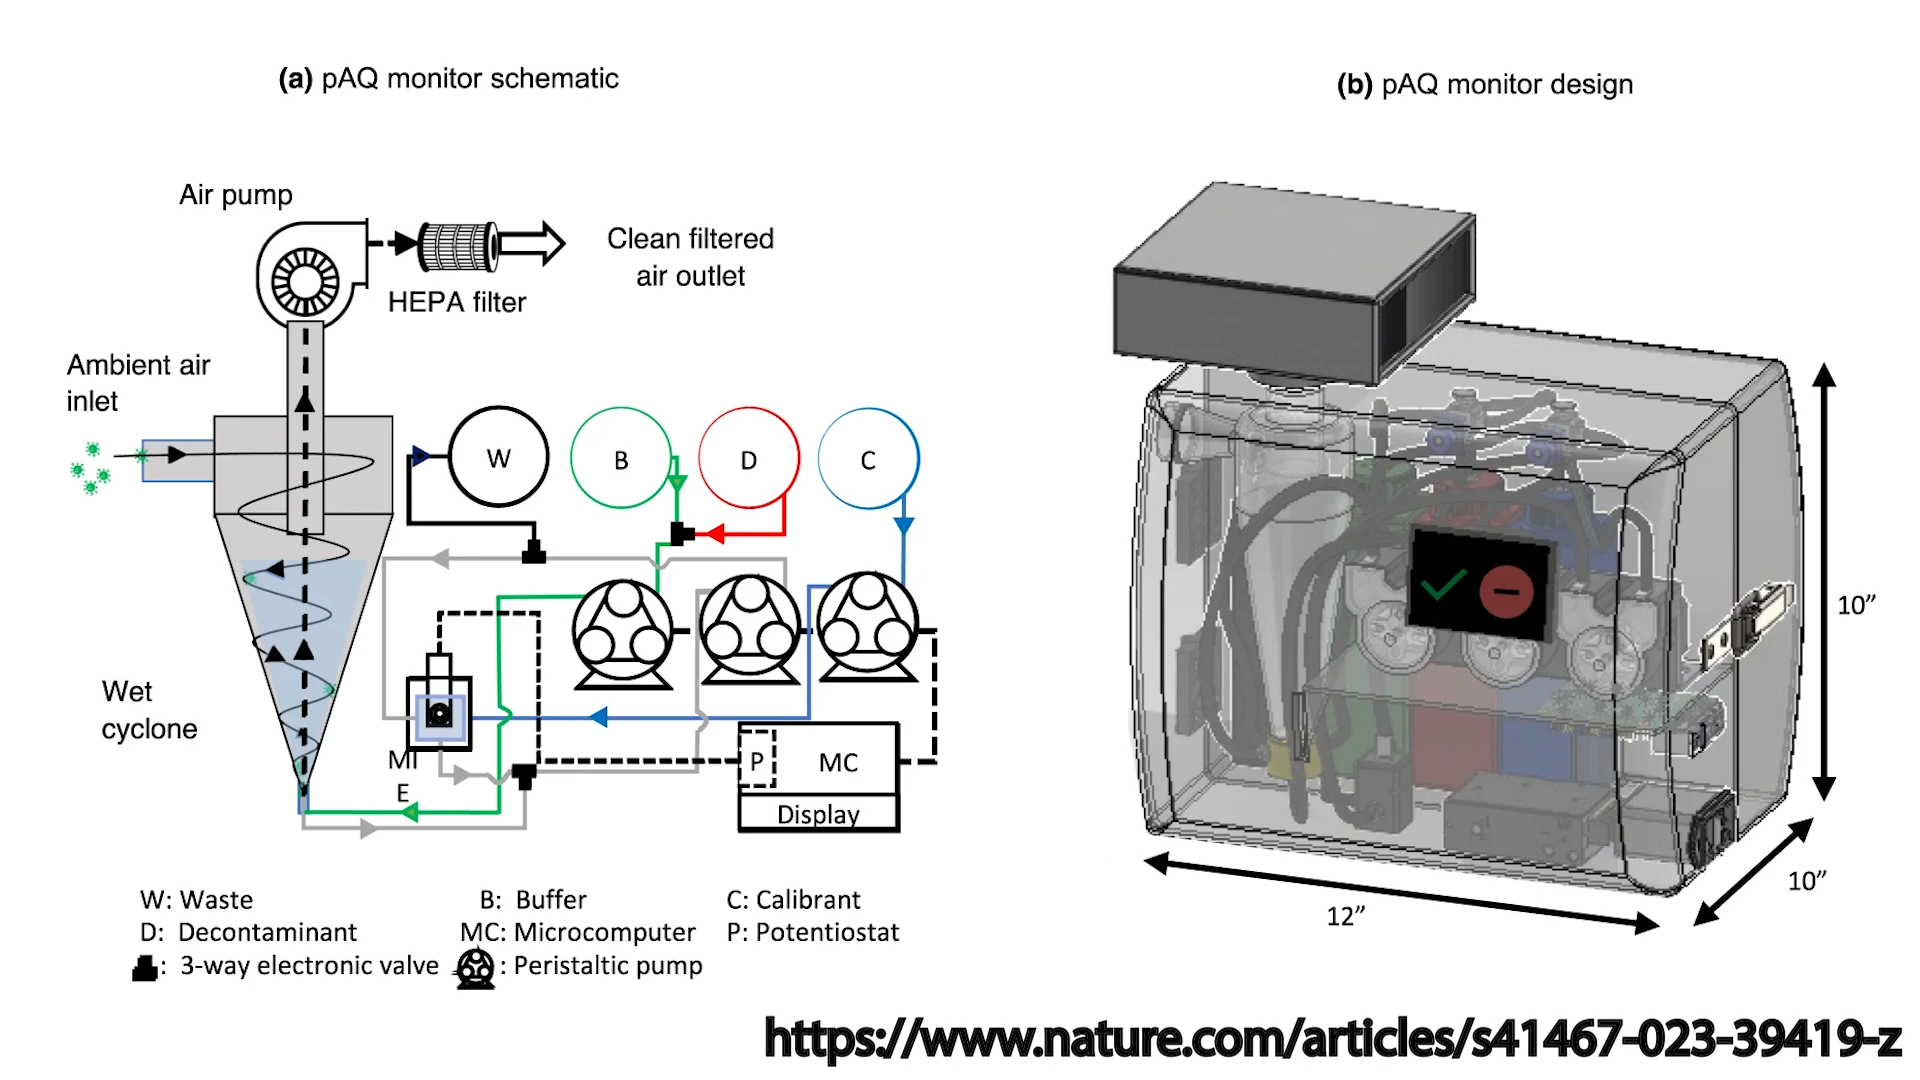 (a) pAQ monitor schematic
Air pump
Clean filtered
air outlet
HEPA filter
Ambient air
inlet
W
B
D
C
Wet
cyclone
MI
E
P
MC
Display
W: Waste
B: Buffer
C: Calibrant
D: Decontaminant
MC: Microcomputer
P: Potentiostat
: 3-way electronic valve
: Peristaltic pump
(b) pAQ monitor design
10”
10”
12”
https://www.nature.com/articles/s41467-023-39419-z